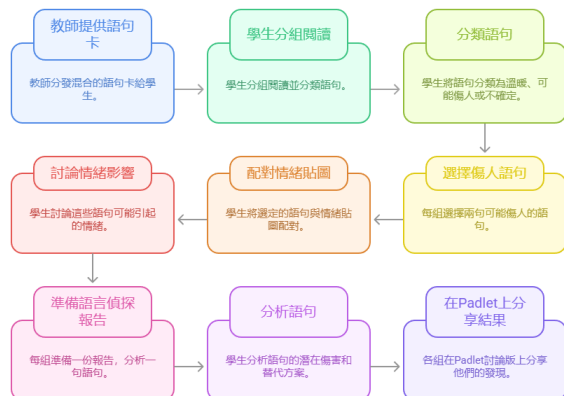 教師提供語句
卡
教師分發混合的語句卡給學
生。
學生分組閱讀
學生分組閱讀並分類語句。
分類語句
學生將語句分類為溫暖、可
能傷人或不確定。
選擇傷人語句
每組選擇兩句可能傷人的語
句。
配對情緒貼圖
學生將選定的語句與情緒貼
圖配對。
討論情緒影響
學生討論這些語句可能引起
的情緒。
準備語言偵探
報告
每組準備一份報告，分析一
句語句。
分析語句
學生分析語句的潛在傷害和
替代方案。
在Padlet上分
享結果
各組在Padlet討論版上分享
他們的發現。